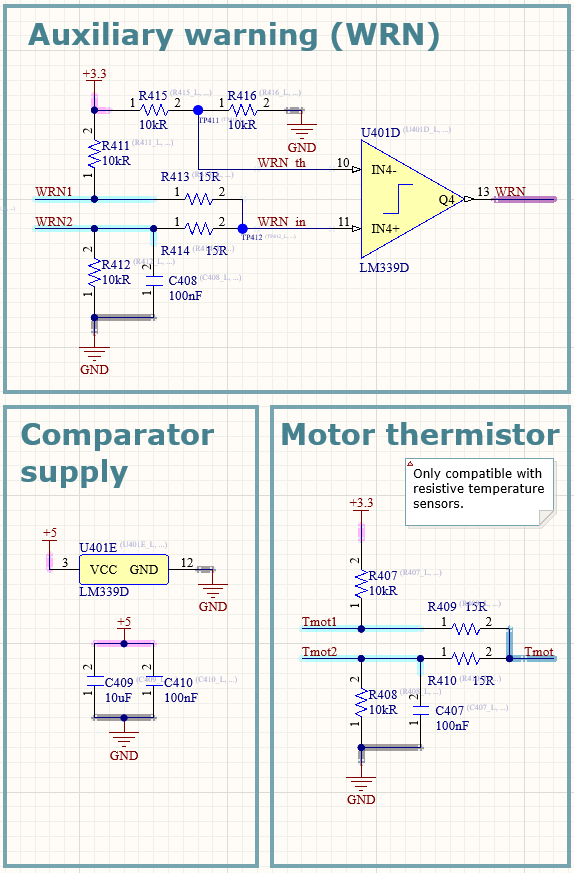 Auxiliary warning (WRN)
+3.3
R415 (R415_L, ...) R416 (R416_L, ...)
1 2 1 2
10kR TP411 10kR
GND
U401D (U401D_L, ...)
2
R411 (R411_L, ...)
10kR
1
WRN_th 10 IN4-
R413 15R
WRN1 1 2
Q4 13 WRN
WRN2 1 2 WRN_in 11 IN4+
TP412
R414 15R
LM339D
2 2
R412
10kR
C408 (C408_L, ...)
100nF
1 1
GND
Comparator
supply
+5
U401E (U401E_L, ...)
3 VCC GND 12
LM339D
GND
+5
2 2
C409 C410 (C410_L, ...)
10uF 100nF
1 1
GND
Motor thermistor
Only compatible with
resistive temperature
sensors.
+3.3
2
R407 (R407_L, ...)
10kR
1
R409 15R
Tmot1 1 2
Tmot2 1 2 Tmot
R410 15R
2 2
R408
10kR
C407 (C407_L, ...)
100nF
1 1
GND